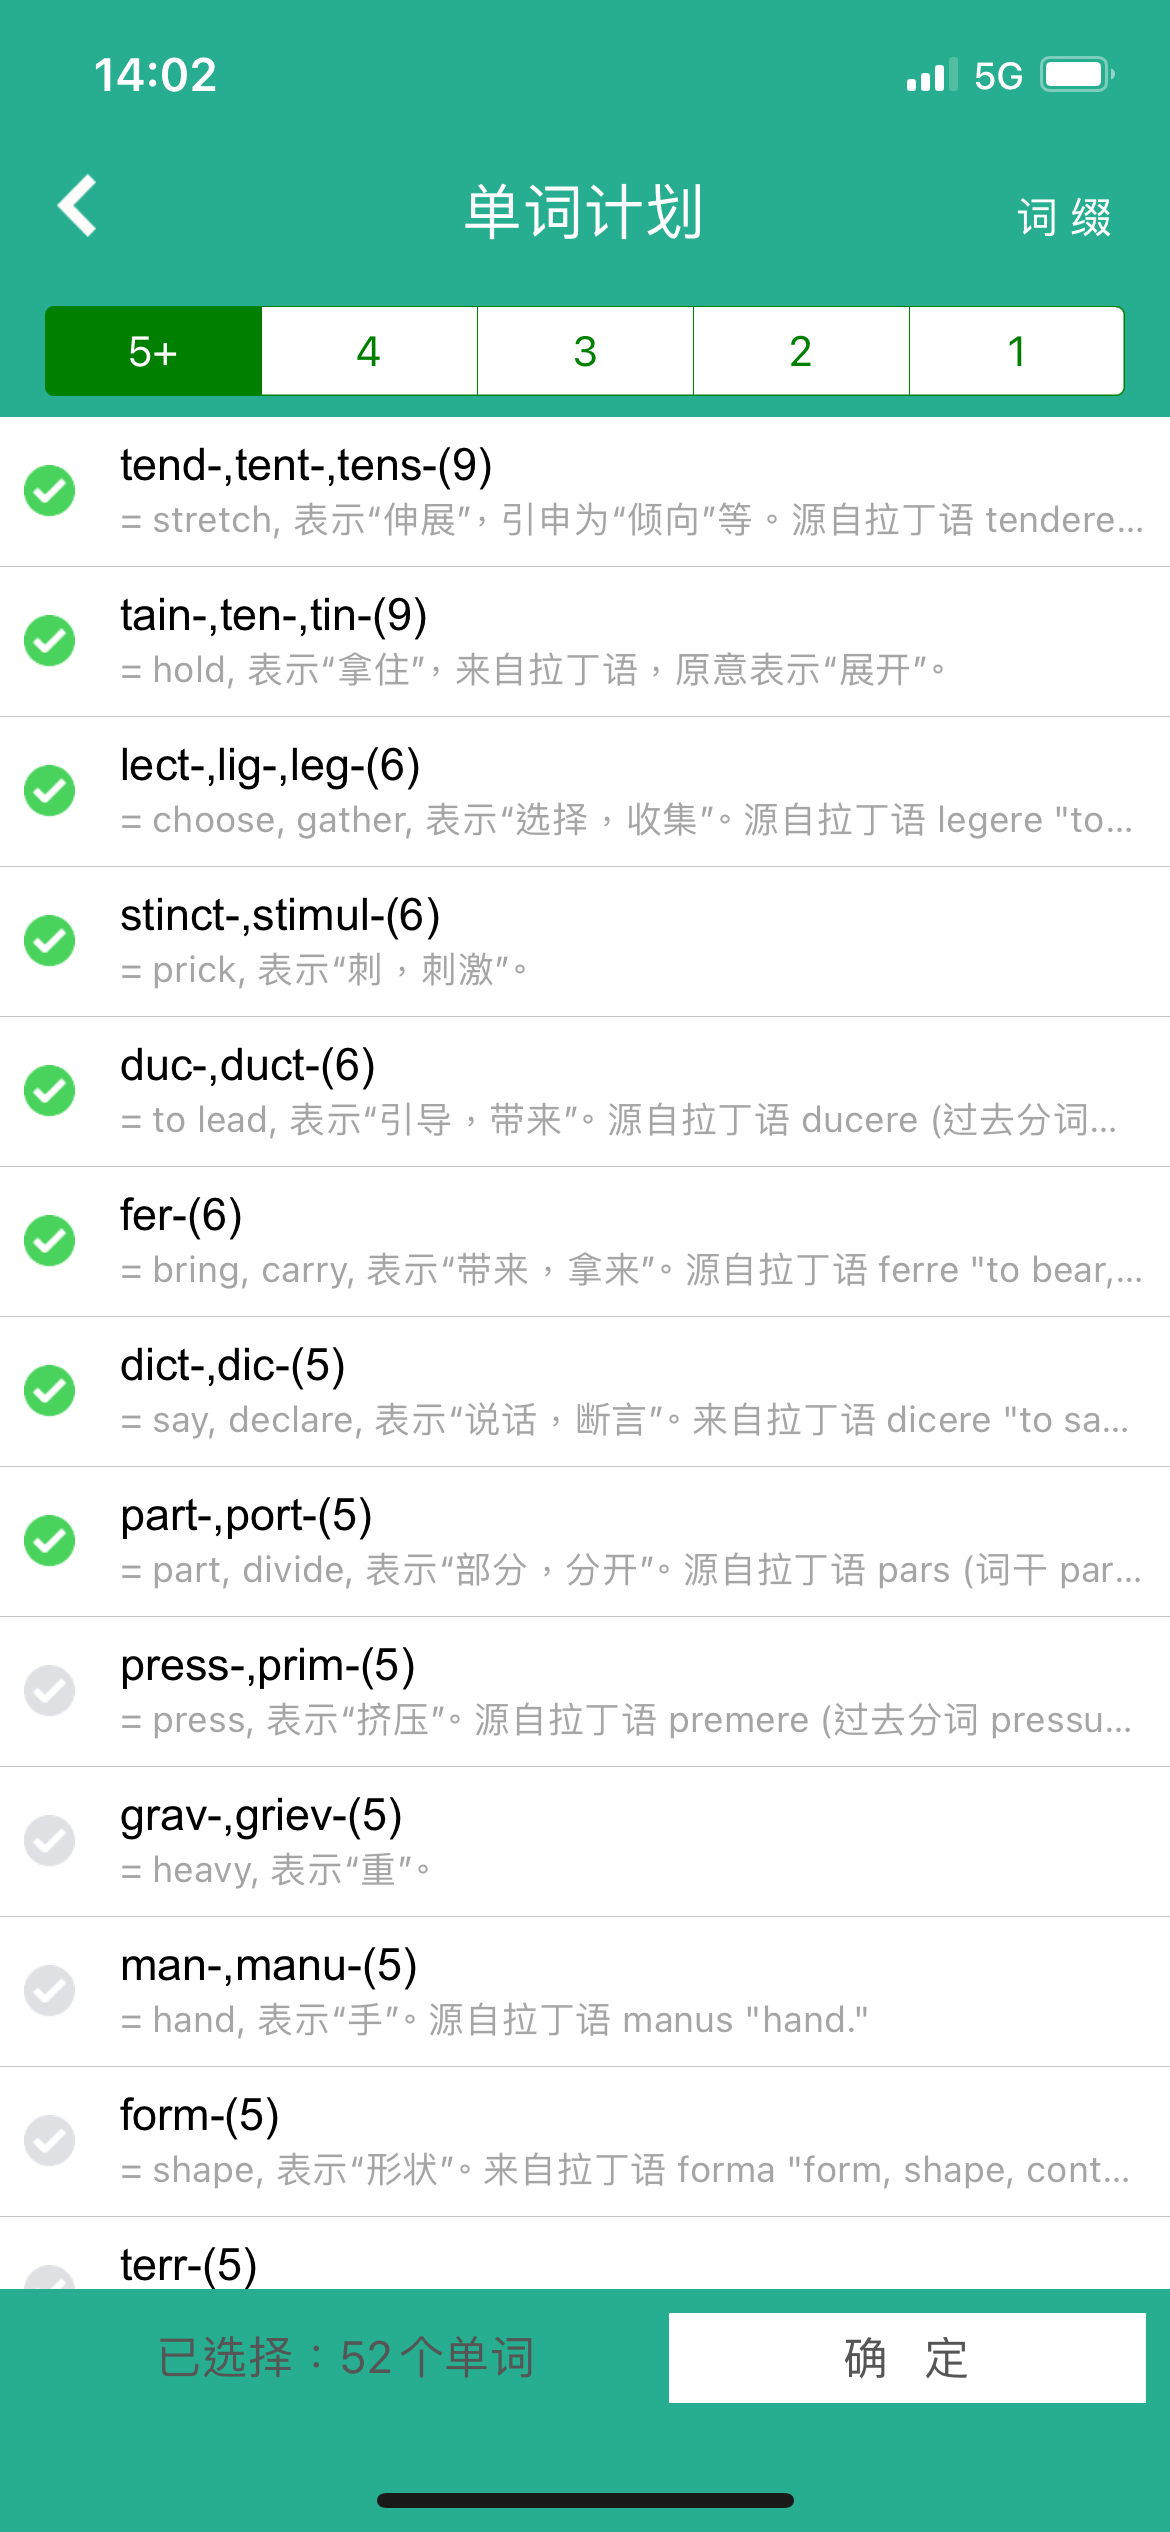 14:02
5G
单词计划
词 缀
5+
4
3
2
1
tend-,tent-,tens-(9)
= stretch, 表示“伸展”，引申为“倾向”等。源自拉丁语 tendere...
tain-,ten-,tin-(9)
= hold, 表示“拿住”，来自拉丁语，原意表示“展开”。
lect-,lig-,leg-(6)
= choose, gather, 表示“选择，收集”。源自拉丁语 legere "to...
stinct-,stimul-(6)
= prick, 表示“刺，刺激”。
duc-,duct-(6)
= to lead, 表示“引导，带来”。源自拉丁语 ducere (过去分词...
fer-(6)
= bring, carry, 表示“带来，拿来”。源自拉丁语 ferre "to bear,...
dict-,dic-(5)
= say, declare, 表示“说话，断言”。来自拉丁语 dicere "to sa...
part-,port-(5)
= part, divide, 表示“部分，分开”。源自拉丁语 pars (词干 par...
press-,prim-(5)
= press, 表示“挤压”。源自拉丁语 premere (过去分词 pressu...
grav-,griev-(5)
= heavy, 表示“重”。
man-,manu-(5)
= hand, 表示“手”。源自拉丁语 manus "hand."
form-(5)
= shape, 表示“形状”。来自拉丁语 forma "form, shape, cont...
terr-(5)
已选择：52个单词
确 定